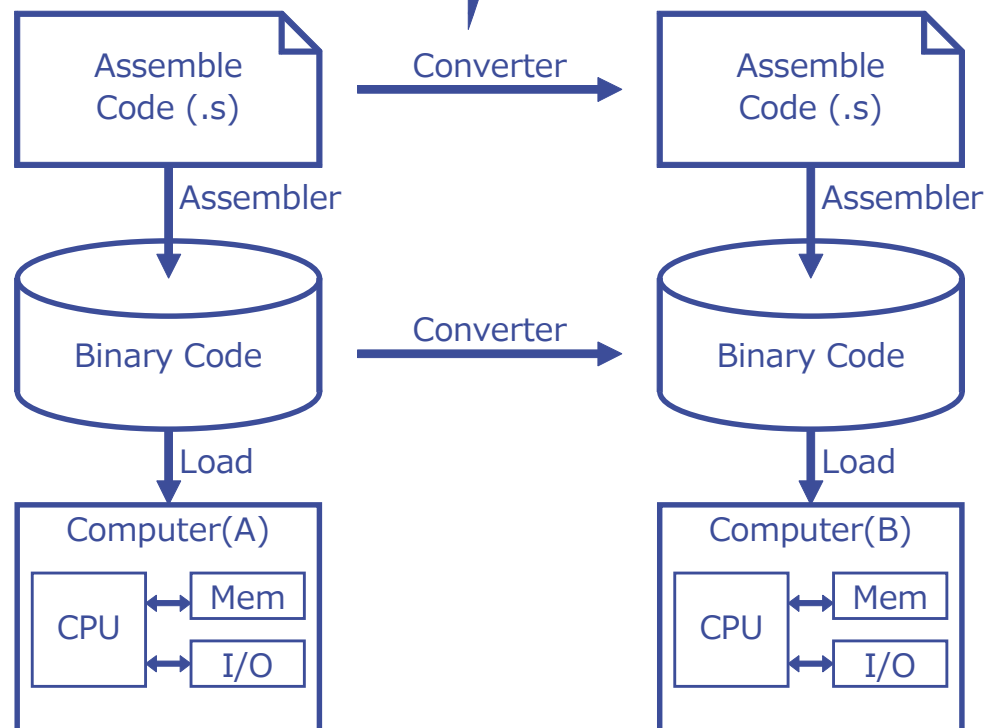 Assemble
Code (.s)
Converter
Assemble
Code (.s)
Assembler
Assembler
Binary Code
Converter
Binary Code
Load
Load
Computer(A)
CPU
Mem
I/O
Computer(B)
CPU
Mem
I/O